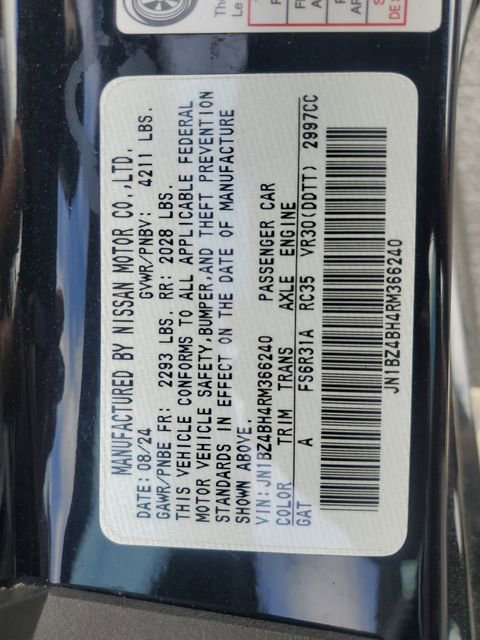 MANUFACTURED BY NISSAN MOTOR CO.,LTD.
DATE: 08/24 GVWR/PNBV: 4211 LBS.
GAWR/PNBE FR: 2293 LBS. RR: 2028 LBS.
THIS VEHICLE CONFORMS TO ALL APPLICABLE FEDERAL
MOTOR VEHICLE SAFETY,BUMPER,AND THEFT PREVENTION
STANDARDS IN EFFECT ON THE DATE OF MANUFACTURE
SHOWN ABOVE.
VIN:JN1BZ4BH4RM366240 PASSENGER CAR
COLOR TRIM TRANS AXLE ENGINE
GAT A FS6R31A RC35 VR30(DDTT) 2997CC
JN1BZ4BH4RM366240